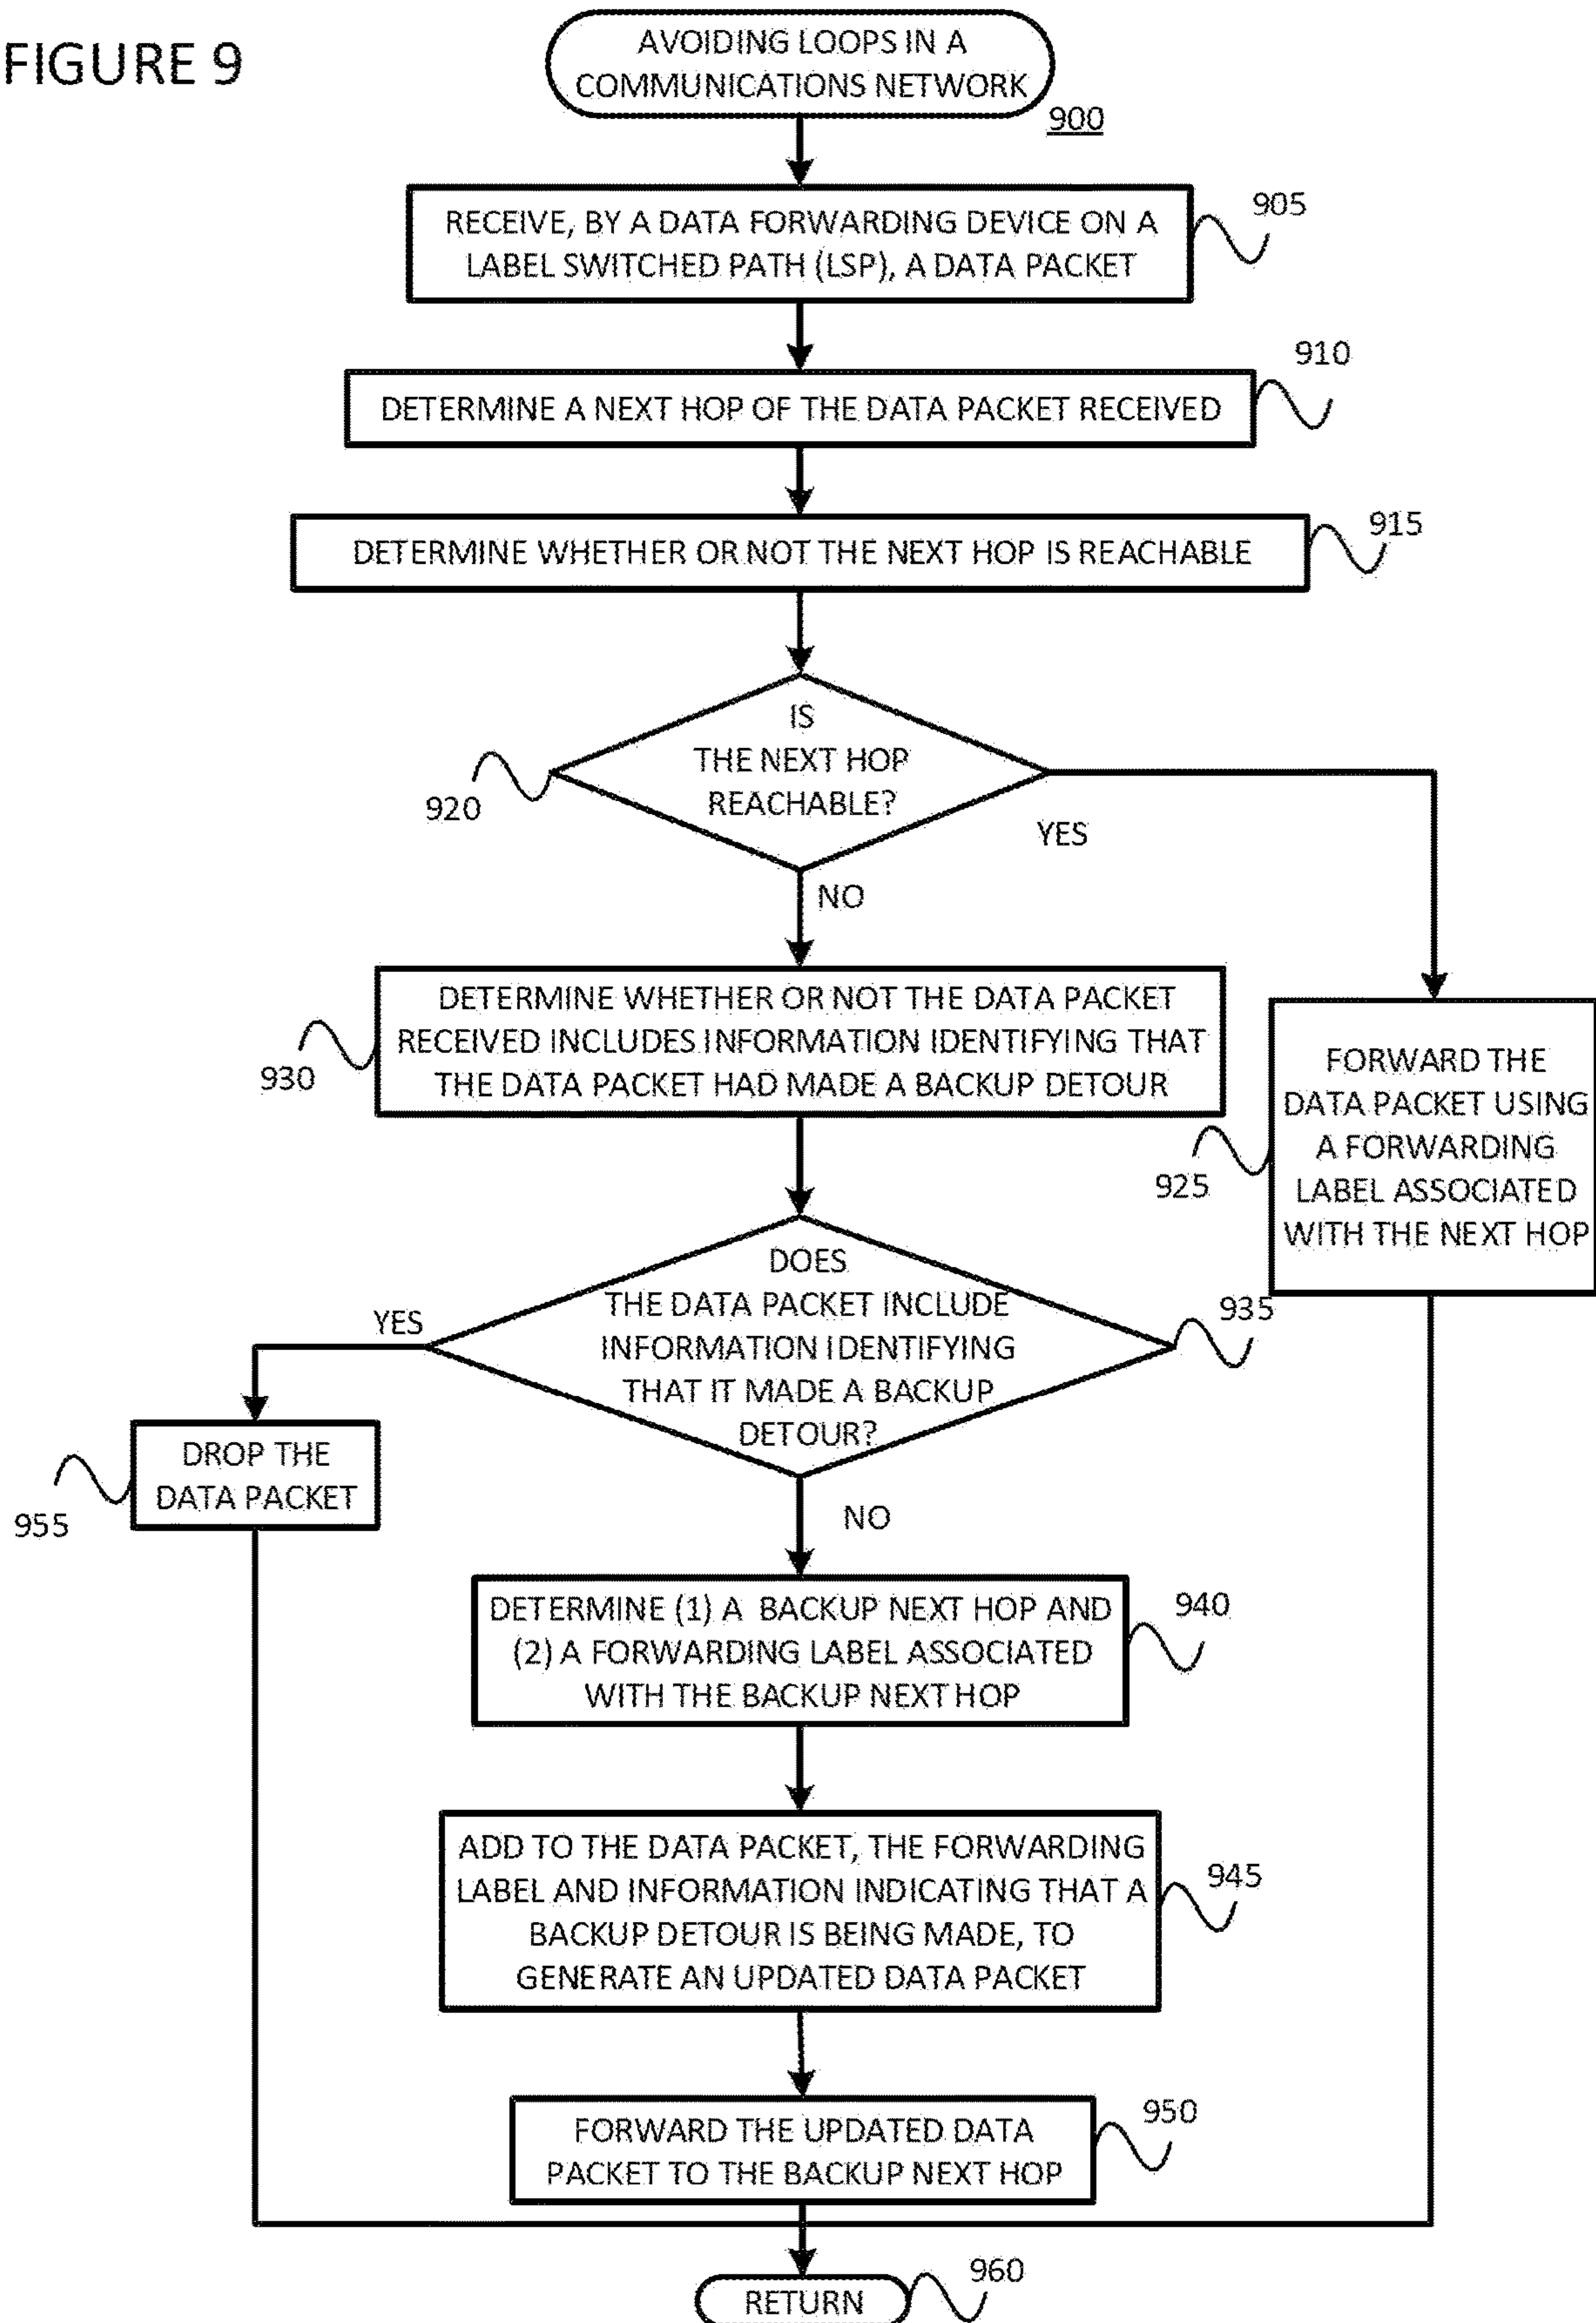 FIGURE 9
AVOIDING LOOPS IN A
COMMUNICATIONS NETWORK
900
RECEIVE, BY A DATA FORWARDING DEVICE ON A
LABEL SWITCHED PATH (LSP), A DATA PACKET
905
DETERMINE A NEXT HOP OF THE DATA PACKET RECEIVED
910
DETERMINE WHETHER OR NOT THE NEXT HOP IS REACHABLE
915
IS
THE NEXT HOP
REACHABLE?
920
YES
NO
DETERMINE WHETHER OR NOT THE DATA PACKET
RECEIVED INCLUDES INFORMATION IDENTIFYING THAT
THE DATA PACKET HAD MADE A BACKUP DETOUR
930
FORWARD THE
DATA PACKET USING
A FORWARDING
LABEL ASSOCIATED
WITH THE NEXT HOP
925
DOES
THE DATA PACKET INCLUDE
INFORMATION IDENTIFYING
THAT IT MADE A BACKUP
DETOUR?
935
YES
DROP THE
DATA PACKET
955
NO
DETERMINE (1) A BACKUP NEXT HOP AND
(2) A FORWARDING LABEL ASSOCIATED
WITH THE BACKUP NEXT HOP
940
ADD TO THE DATA PACKET, THE FORWARDING
LABEL AND INFORMATION INDICATING THAT A
BACKUP DETOUR IS BEING MADE, TO
GENERATE AN UPDATED DATA PACKET
945
FORWARD THE UPDATED DATA
PACKET TO THE BACKUP NEXT HOP
950
RETURN
960